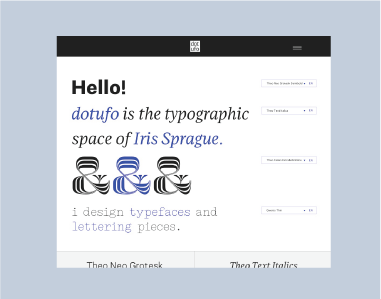 dot
ufo
Hello!
dotufo is the typographic
space of Iris Sprague.
&&&
i design typefaces and
lettering pieces.
Theo Neo Grotesk
Theo Text Italics